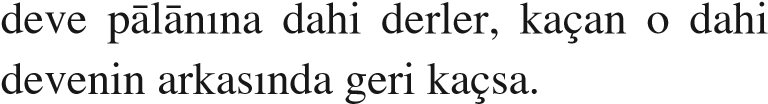 deve pālānına dahi derler, kaçan o dahi
devenin arkasında geri kaçsa.